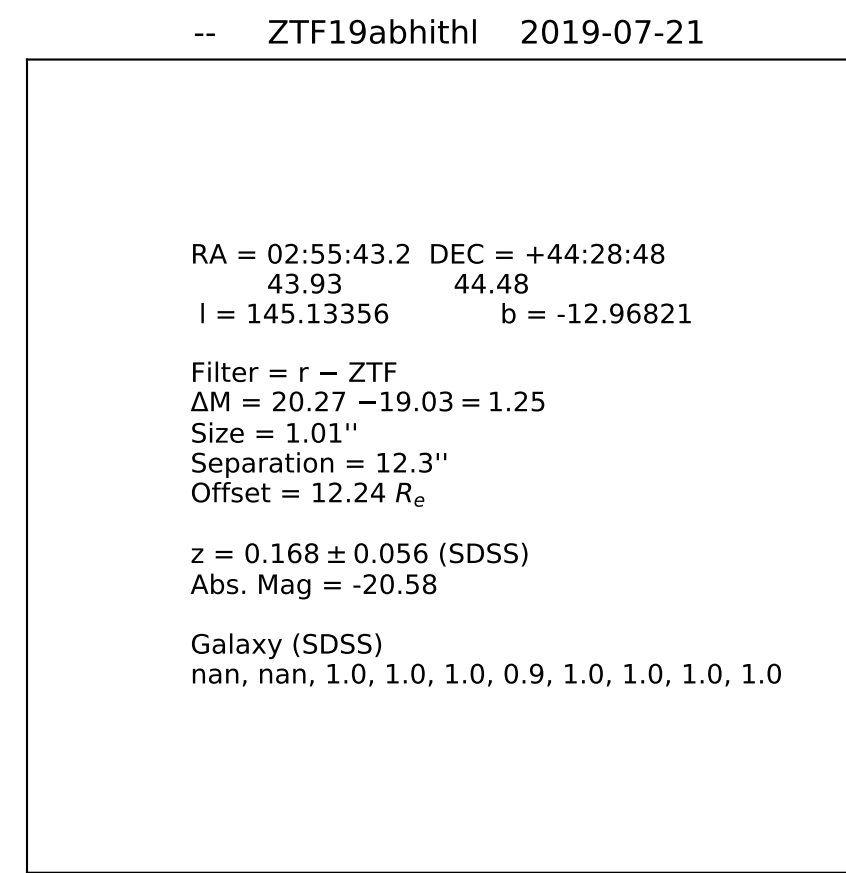 -- ZTF19abhithl 2019-07-21
RA = 02:55:43.2 DEC = +44:28:48
43.93 44.48
l = 145.13356 b = -12.96821
Filter = r − ZTF
ΔM = 20.27 −19.03 = 1.25
Size = 1.01''
Separation = 12.3''
Offset = 12.24 Rₑ
z = 0.168 ± 0.056 (SDSS)
Abs. Mag = -20.58
Galaxy (SDSS)
nan, nan, 1.0, 1.0, 1.0, 0.9, 1.0, 1.0, 1.0, 1.0